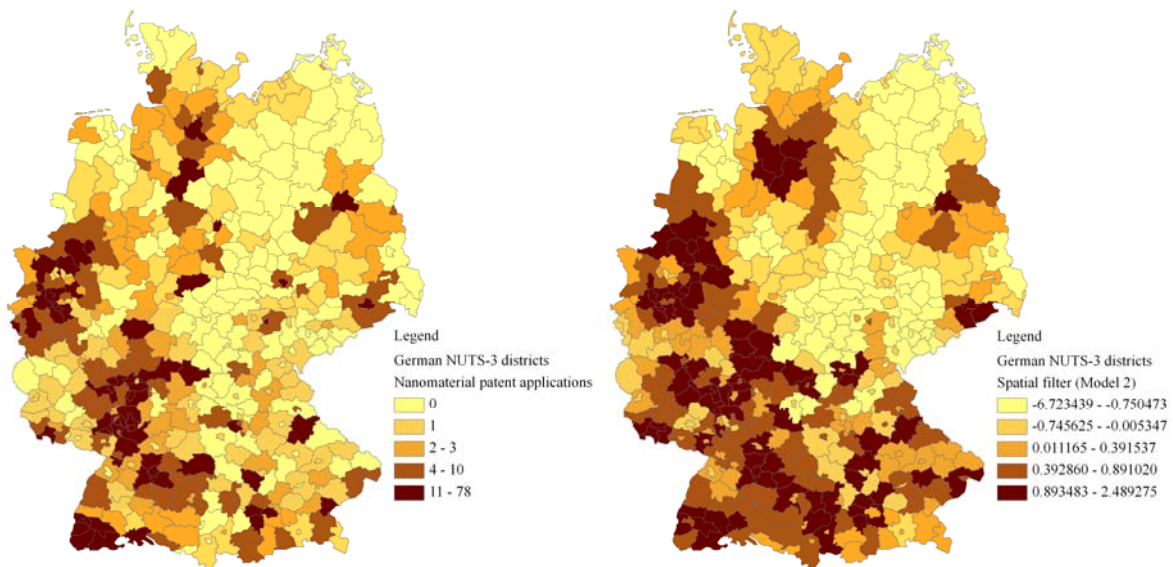 Legend
German NUTS-3 districts
Nanomaterial patent applications
0
1
2 - 3
4 - 10
11 - 78
Legend
German NUTS-3 districts
Spatial filter (Model 2)
-6.723439 - -0.750473
-0.745625 - -0.005347
0.011165 - 0.391537
0.392860 - 0.891020
0.893483 - 2.489275